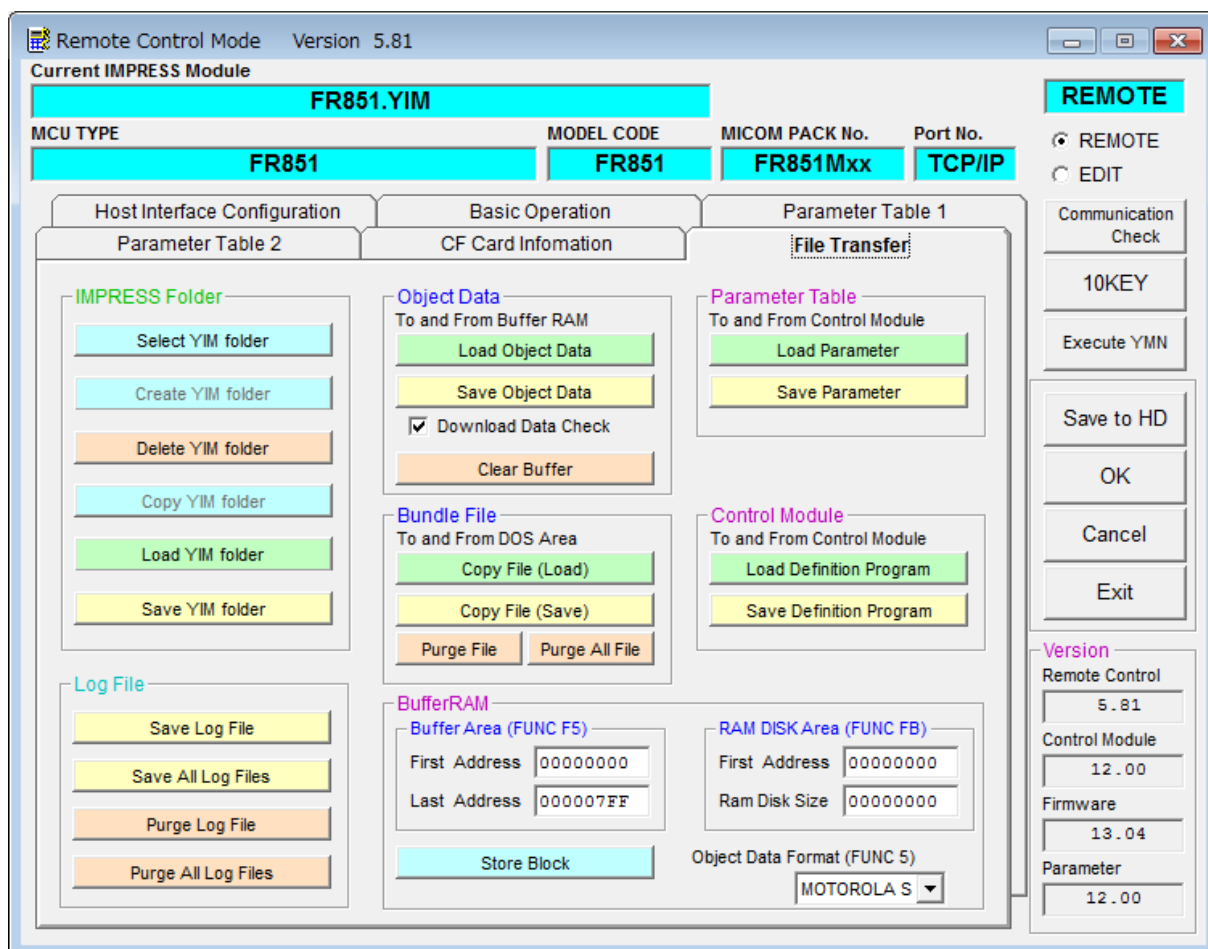 Remote Control Mode Version 5.81
Current IMPRESS Module
FR851.YIM
REMOTE
MCU TYPE MODEL CODE MICOM PACK No. Port No.
FR851 FR851 FR851Mxx TCP/IP
REMOTE
EDIT
Host Interface Configuration Basic Operation Parameter Table 1
Parameter Table 2 CF Card Infomation File Transfer
Communication
Check
10KEY
Execute YMN
Save to HD
OK
Cancel
Exit
IMPRESS Folder
Select YIM folder
Create YIM folder
Delete YIM folder
Copy YIM folder
Load YIM folder
Save YIM folder
Log File
Save Log File
Save All Log Files
Purge Log File
Purge All Log Files
Object Data
To and From Buffer RAM
Load Object Data
Save Object Data
Download Data Check
Clear Buffer
Bundle File
To and From DOS Area
Copy File (Load)
Copy File (Save)
Purge File Purge All File
Parameter Table
To and From Control Module
Load Parameter
Save Parameter
Control Module
To and From Control Module
Load Definition Program
Save Definition Program
BufferRAM
Buffer Area (FUNC F5)
First Address 00000000
Last Address 000007FF
RAM DISK Area (FUNC FB)
First Address 00000000
Ram Disk Size 00000000
Store Block
Object Data Format (FUNC 5)
MOTOROLA S
Version
Remote Control
5.81
Control Module
12.00
Firmware
13.04
Parameter
12.00